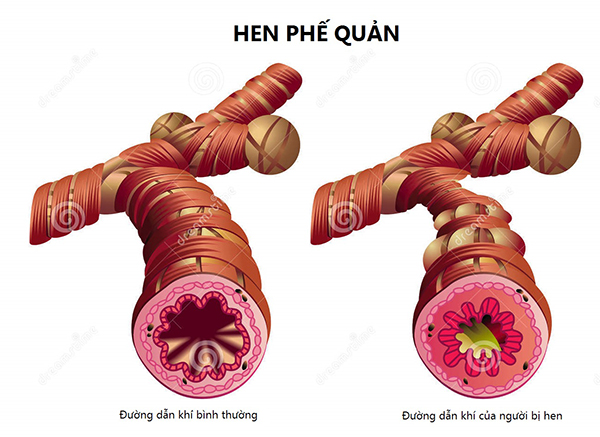 HEN PHẾ QUẢN
Đường dẫn khí bình thường
Đường dẫn khí của người bị hen